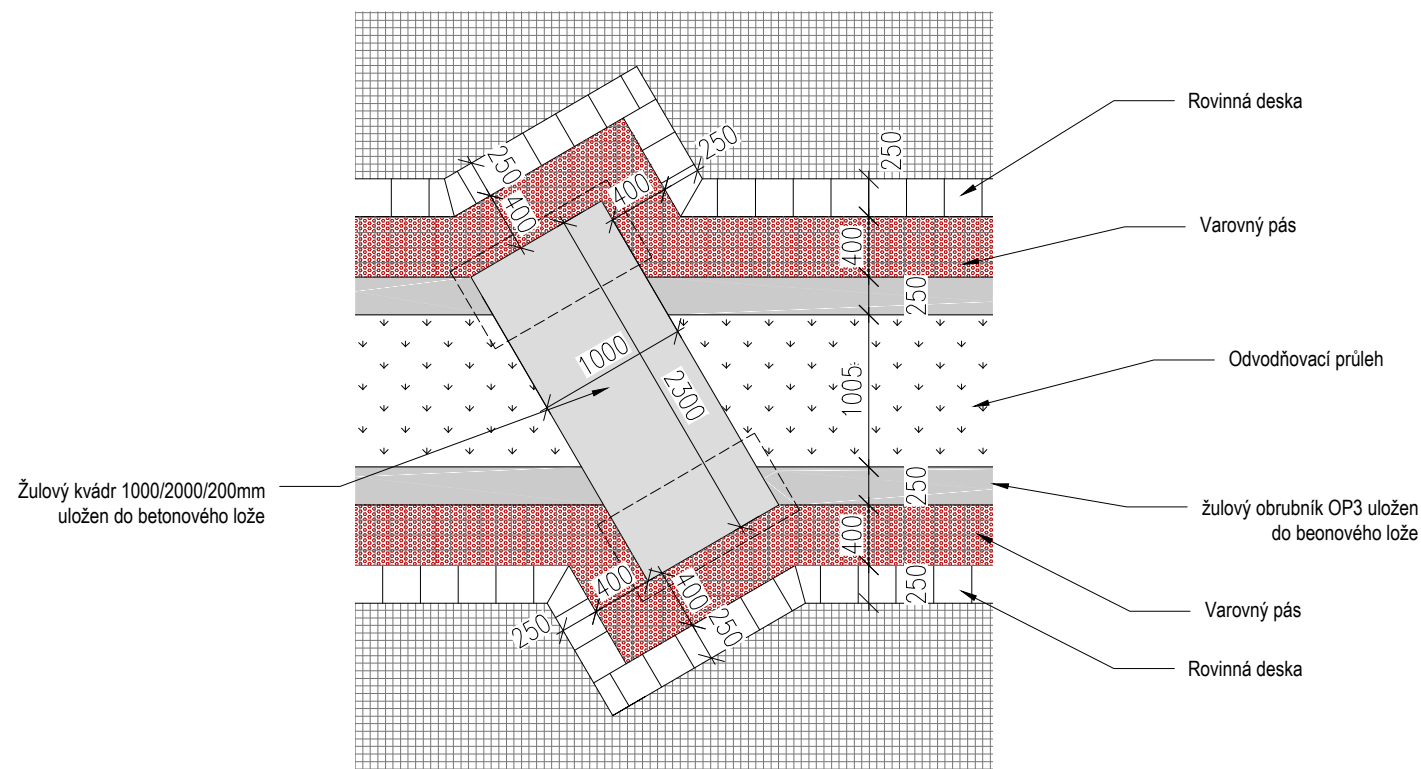 Rovinná deska
Varovný pás
Odvodňovací průleh
žulový obrubník OP3 uložen
do beonového lože
Varovný pás
Rovinná deska
Žulový kvádr 1000/2000/200mm
uložen do betonového lože
250
400
400
250
1000
2300
250
400
250
1005
250
400
250
400
250
400
250